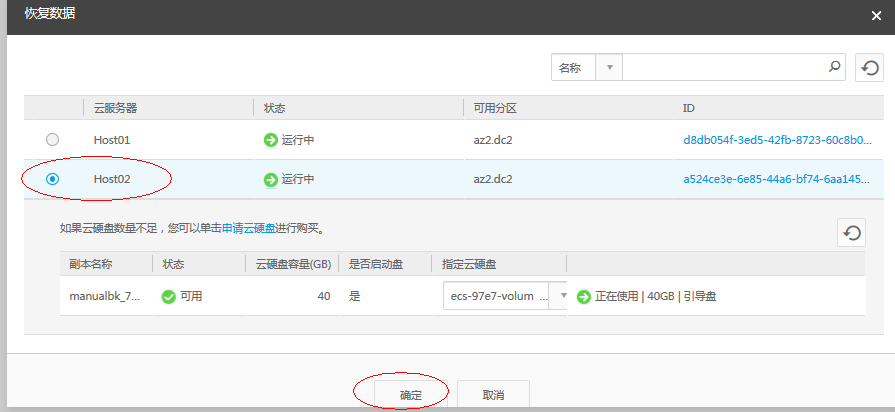 恢复数据
名称
云服务器 状态 可用分区 ID
Host01 运行中 az2.dc2 d8db054f-3ed5-42fb-8723-60c8b0...
Host02 运行中 az2.dc2 a524ce3e-6e85-44a6-bf74-6aa145...
如果云硬盘数量不足，您可以单击申请云硬盘进行购买。
副本名称 状态 云硬盘容量(GB) 是否启动盘 指定云硬盘
manualbk_7... 可用 40 是 ecs-97e7-volum ... 正在使用 | 40GB | 引导盘
确定 取消